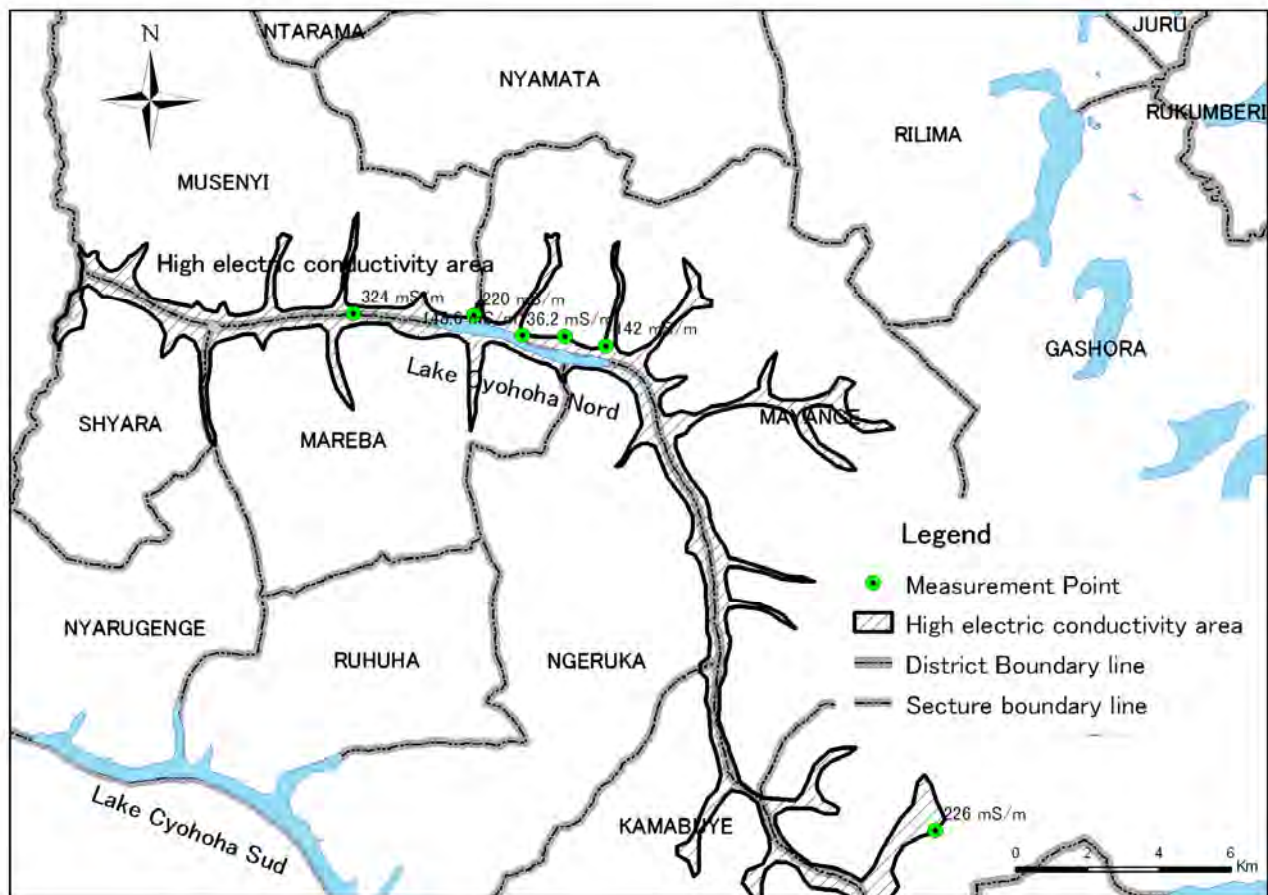 N
NTARAMA
JURU
NYAMATA
RUKUMBERI
RILIMA
MUSENYI
High electric conductivity area
324 mS/m
220 mS/m
mS/m
36.2 mS/m
142 mS/m
GASHORA
Lake Cyohoha Nord
MAYANGE
SHYARA
MAREBA
Legend
Measurement Point
High electric conductivity area
District Boundary line
Secture boundary line
NYARUGENGE
RUHUHA
NGERUKA
Lake Cyohoha Sud
KAMABUYE
226 mS/m
0 2 4 6
Km